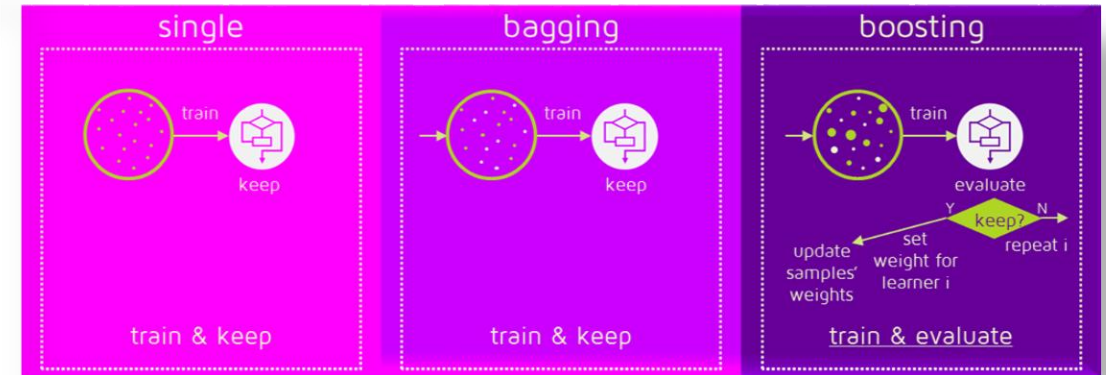 single
train
keep
train & keep
bagging
train
keep
train & keep
boosting
train
evaluate
Y
keep?
N
repeat i
set
weight for
learner i
update
samples'
weights
train & evaluate